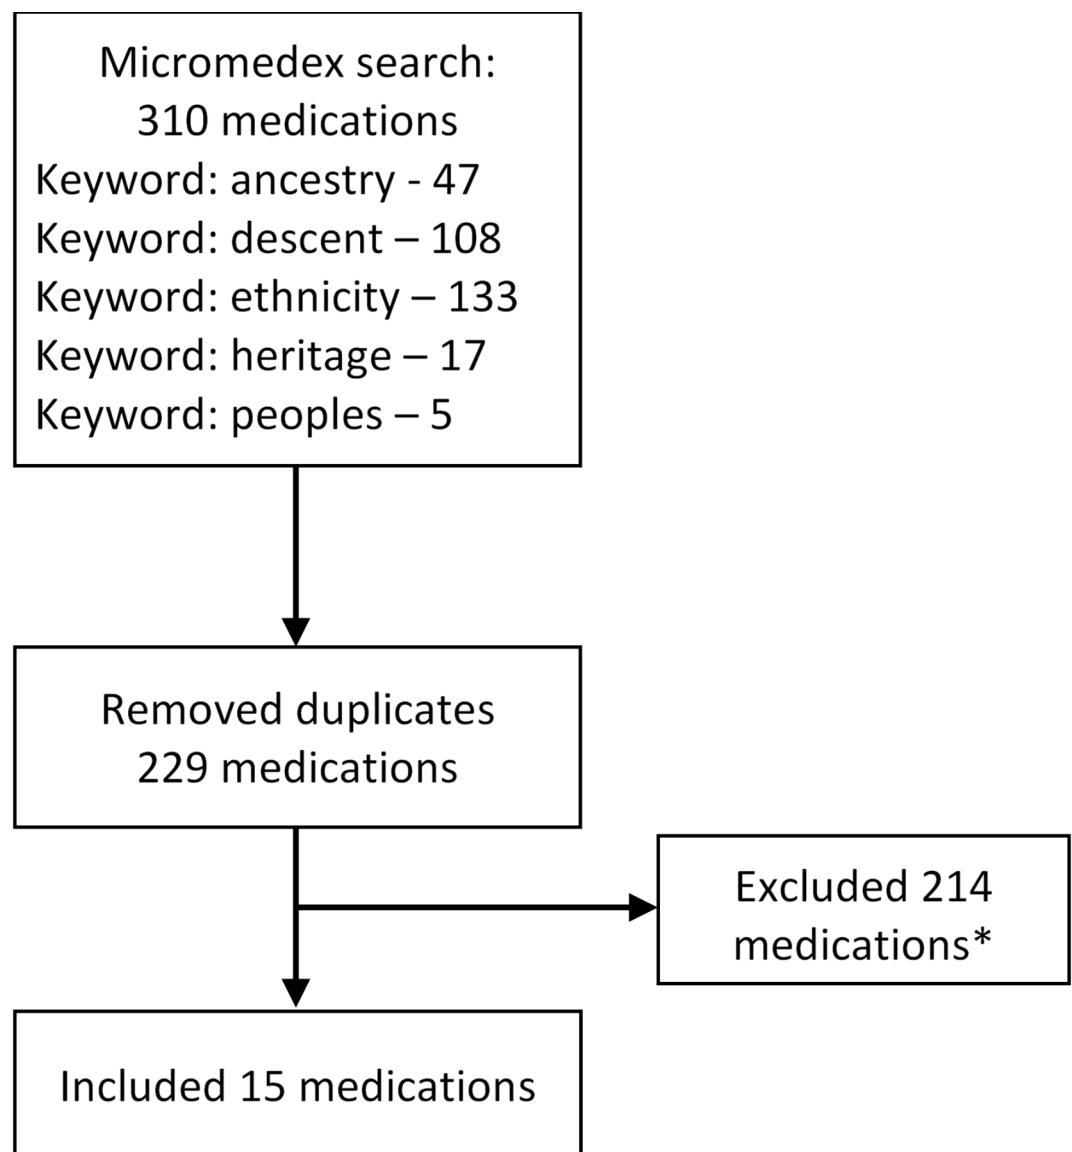 Micromedex search:
310 medications
Keyword: ancestry - 47
Keyword: descent – 108
Keyword: ethnicity – 133
Keyword: heritage – 17
Keyword: peoples – 5
Removed duplicates
229 medications
Excluded 214
medications*
Included 15 medications